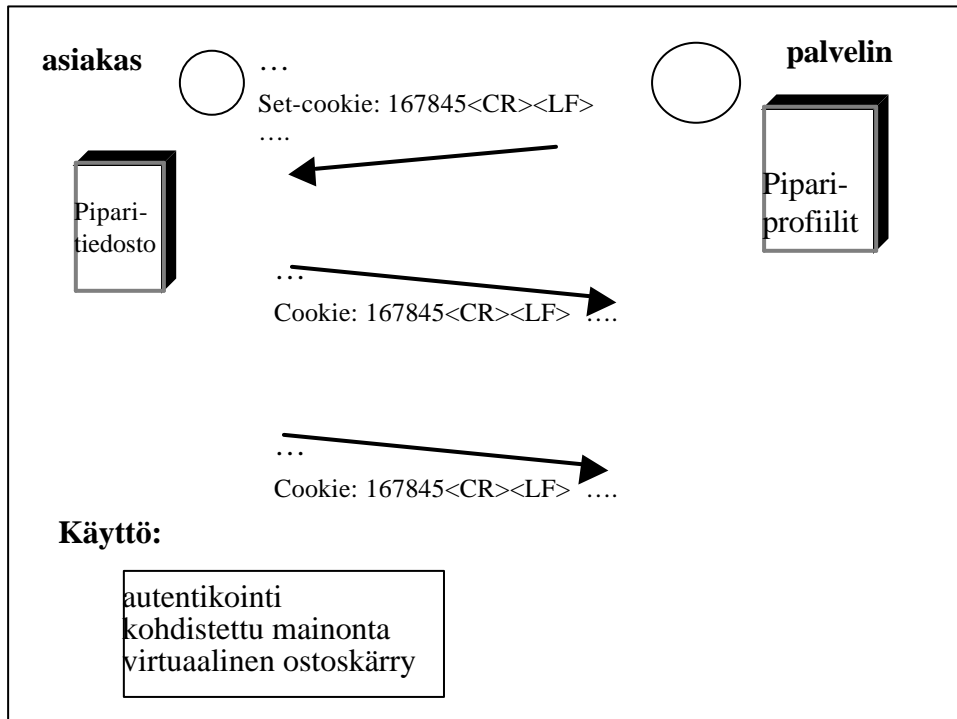 asiakas
palvelin
…
Set-cookie: 167845<CR><LF>
….
Pipari-
tiedosto
Pipari-
profiilit
…
Cookie: 167845<CR><LF> ….
…
Cookie: 167845<CR><LF> ….
Käyttö:
autentikointi
kohdistettu mainonta
virtuaalinen ostoskärry